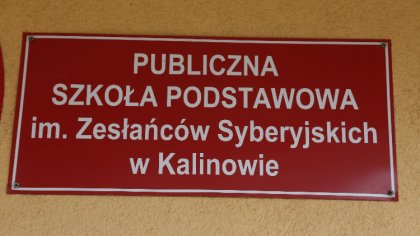 PUBLICZNA
SZKOŁA PODSTAWOWA
im. Zesłańców Syberyjskich
w Kalinowie